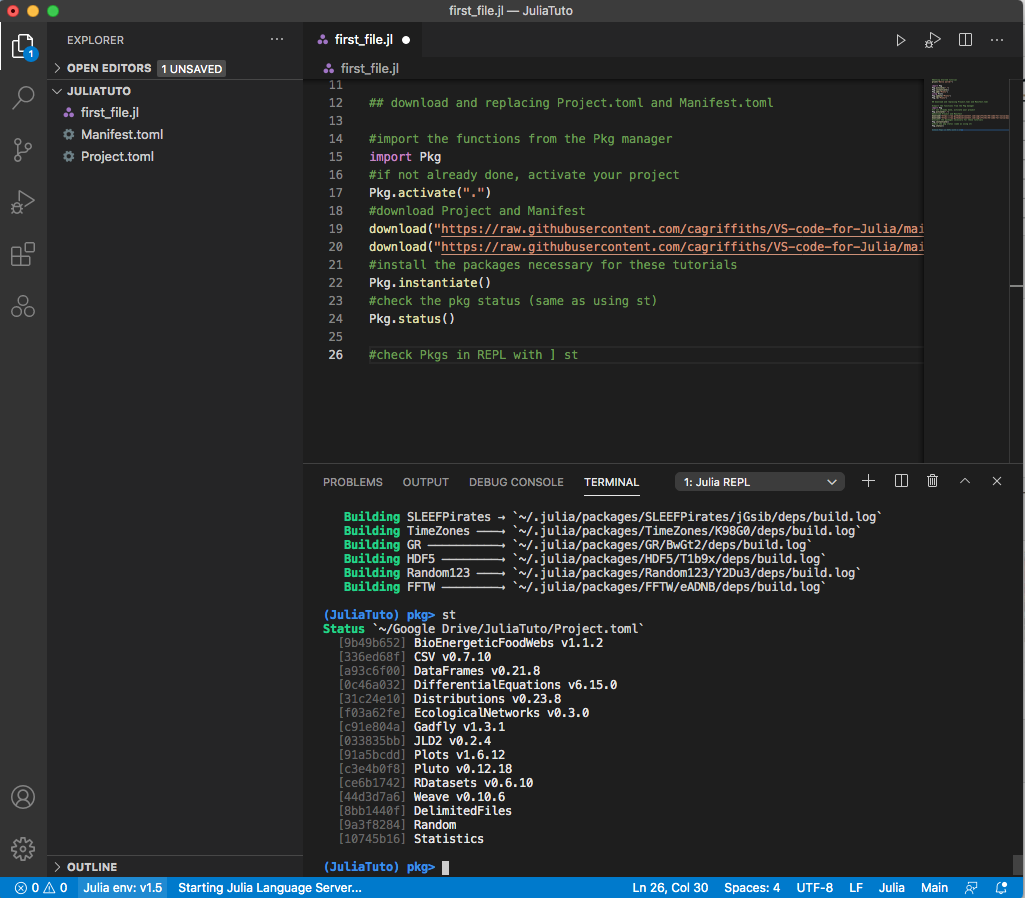 first_file.jl — JuliaTuto
EXPLORER
1
OPEN EDITORS 1 UNSAVED
JULIATUTO
first_file.jl
Manifest.toml
Project.toml
OUTLINE
first_file.jl
first_file.jl
11
12 ## download and replacing Project.toml and Manifest.toml
13
14 #import the functions from the Pkg manager
15 import Pkg
16 #if not already done, activate your project
17 Pkg.activate(".")
18 #download Project and Manifest
19 download("https://raw.githubusercontent.com/cagriffiths/VS-code-for-Julia/mai
20 download("https://raw.githubusercontent.com/cagriffiths/VS-code-for-Julia/mai
21 #install the packages necessary for these tutorials
22 Pkg.instantiate()
23 #check the pkg status (same as using st)
24 Pkg.status()
25
26 #check Pkgs in REPL with ] st
PROBLEMS OUTPUT DEBUG CONSOLE TERMINAL 1: Julia REPL
Building SLEEFPirates → `~/.julia/packages/SLEEFPirates/jGsib/deps/build.log`
Building TimeZones ───→ `~/.julia/packages/TimeZones/K98G0/deps/build.log`
Building GR ──────────→ `~/.julia/packages/GR/BwGt2/deps/build.log`
Building HDF5 ────────→ `~/.julia/packages/HDF5/T1b9x/deps/build.log`
Building Random123 ───→ `~/.julia/packages/Random123/Y2Du3/deps/build.log`
Building FFTW ────────→ `~/.julia/packages/FFTW/eADNB/deps/build.log`
(JuliaTuto) pkg> st
Status `~/Google Drive/JuliaTuto/Project.toml`
[9b49b652] BioEnergeticFoodWebs v1.1.2
[336ed68f] CSV v0.7.10
[a93c6f00] DataFrames v0.21.8
[0c46a032] DifferentialEquations v6.15.0
[31c24e10] Distributions v0.23.8
[f03a62fe] EcologicalNetworks v0.3.0
[c91e804a] Gadfly v1.3.1
[033835bb] JLD2 v0.2.4
[91a5bcdd] Plots v1.6.12
[c3e4b0f8] Pluto v0.12.18
[ce6b1742] RDatasets v0.6.10
[44d3d7a6] Weave v0.10.6
[8bb1440f] DelimitedFiles
[9a3f8284] Random
[10745b16] Statistics
(JuliaTuto) pkg>
0 0 Julia env: v1.5 Starting Julia Language Server... Ln 26, Col 30 Spaces: 4 UTF-8 LF Julia Main